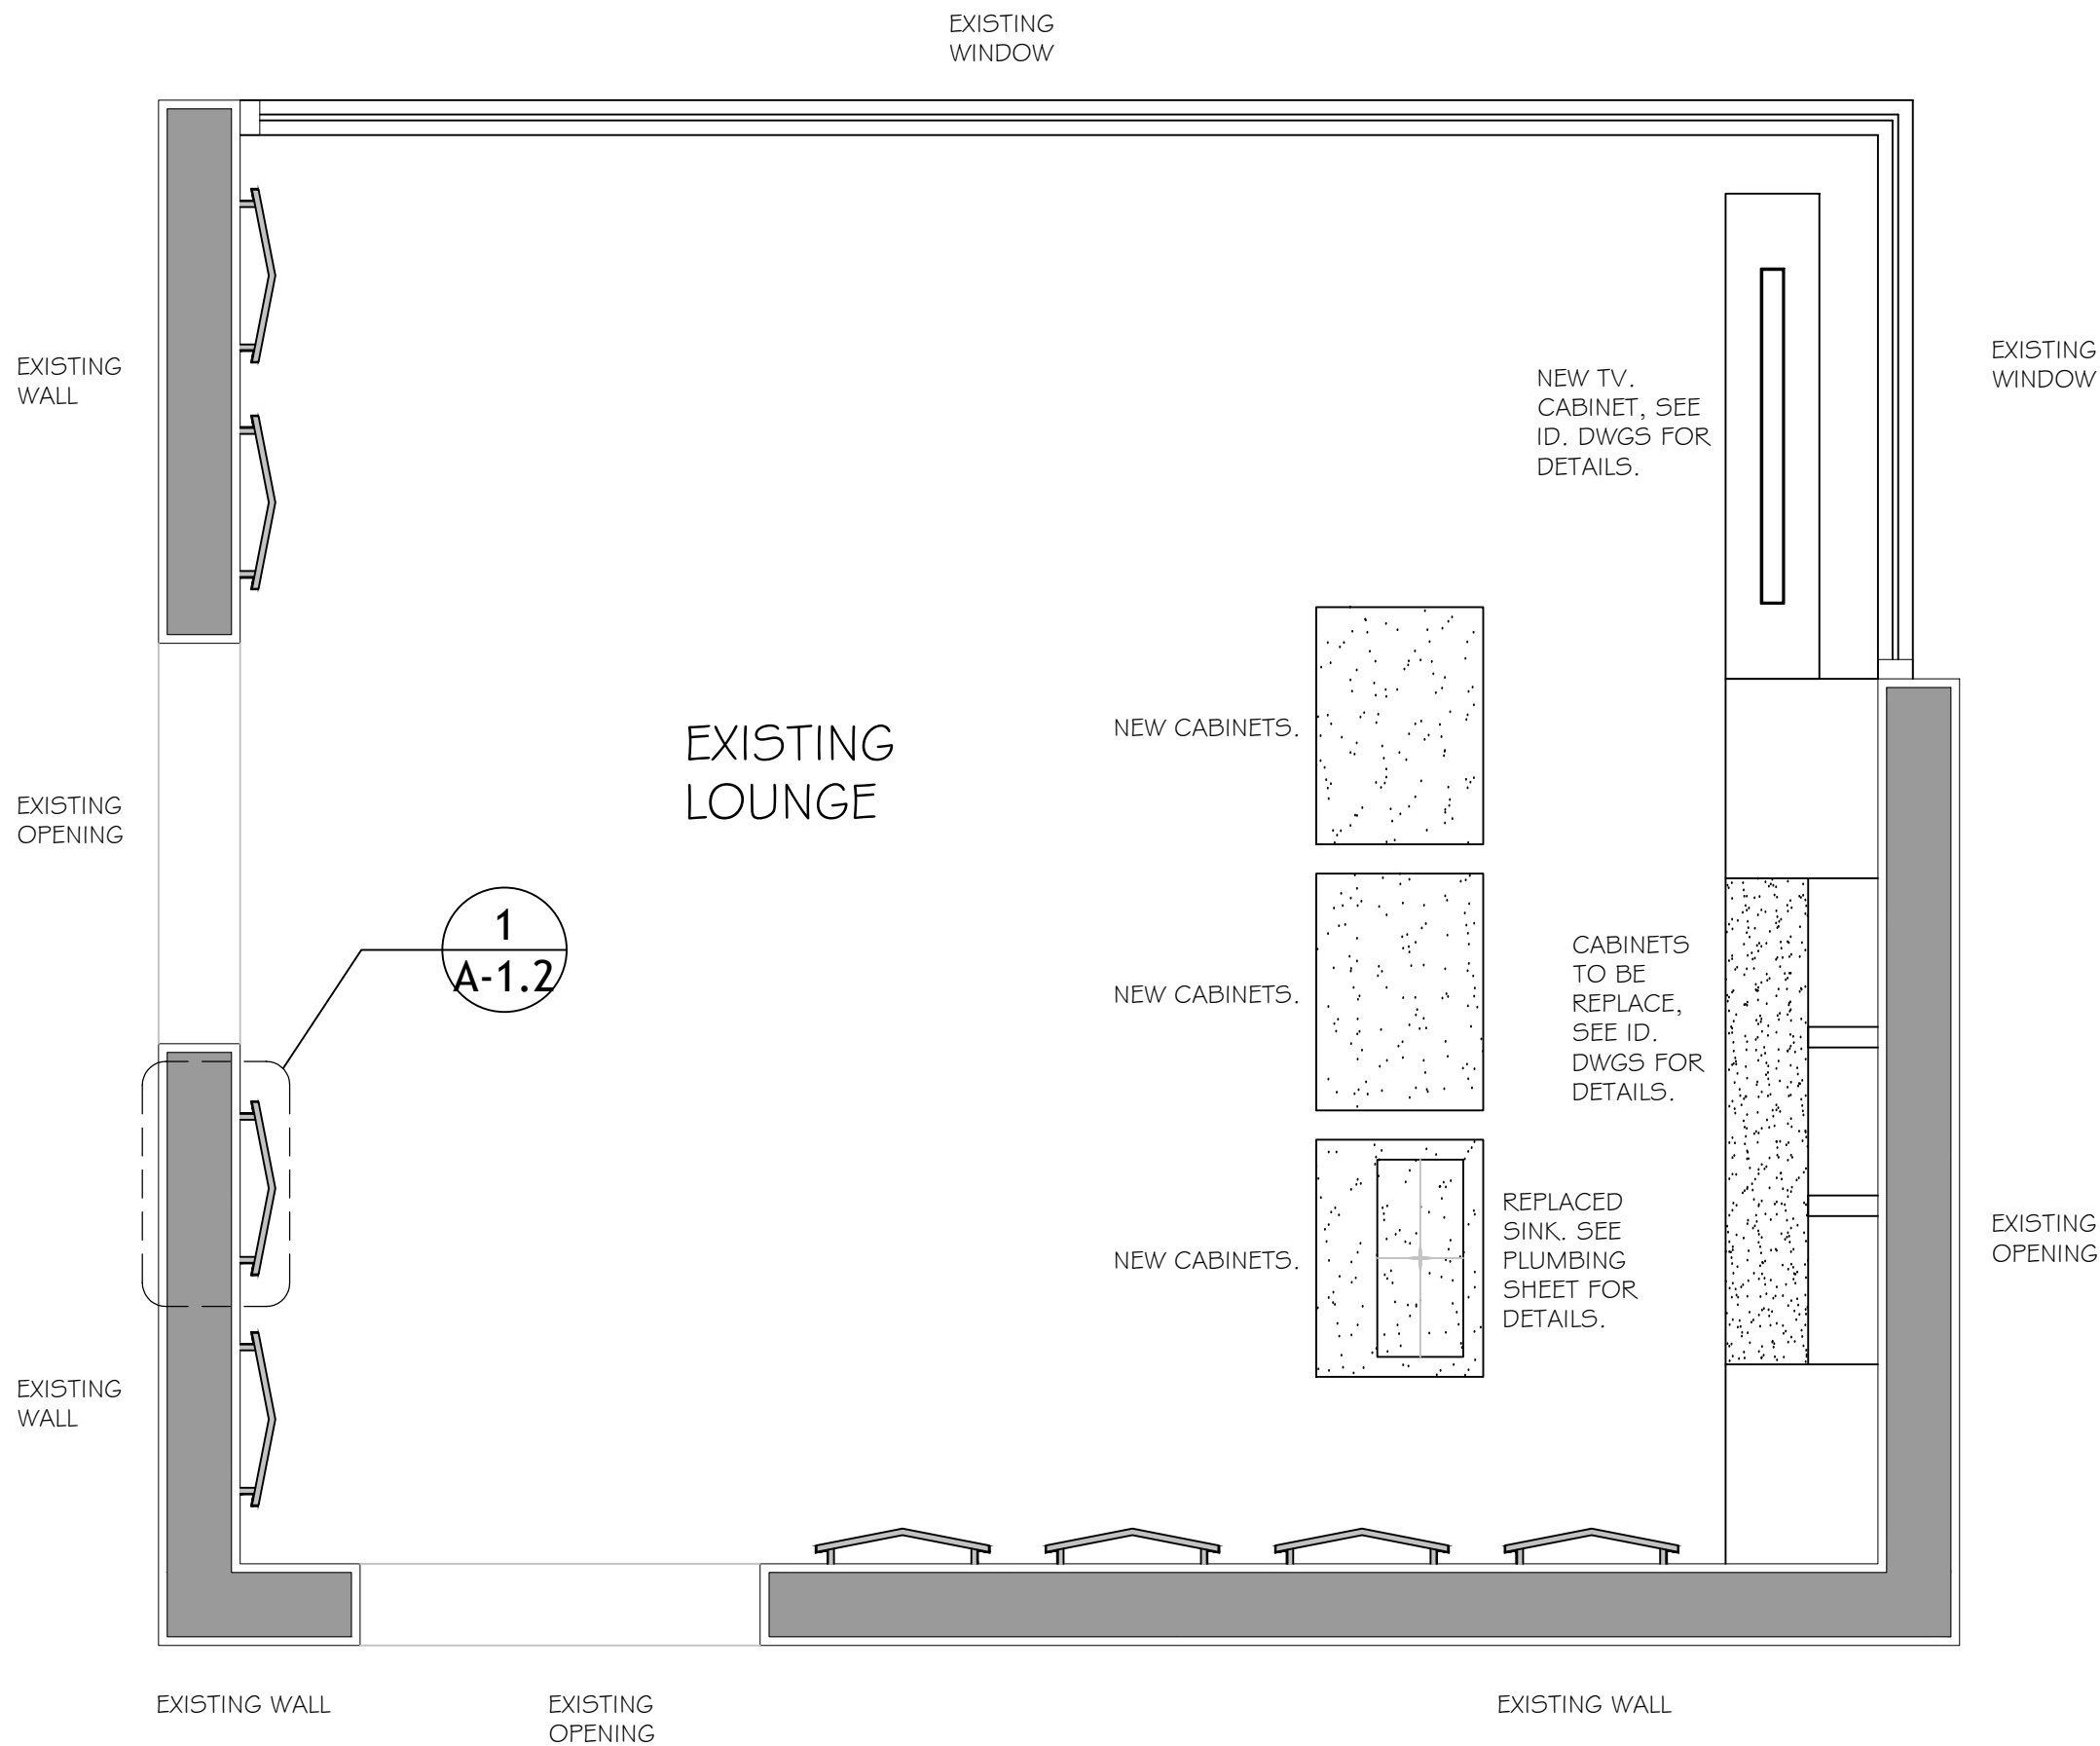 EXISTING
WINDOW
EXISTING
WALL
NEW TV.
CABINET, SEE
ID. DWGS FOR
DETAILS.
EXISTING
WINDOW
EXISTING
LOUNGE
NEW CABINETS.
EXISTING
OPENING
1
A-1.2
NEW CABINETS.
CABINETS
TO BE
REPLACE,
SEE ID.
DWGS FOR
DETAILS.
NEW CABINETS.
REPLACED
SINK. SEE
PLUMBING
SHEET FOR
DETAILS.
EXISTING
OPENING
EXISTING
WALL
EXISTING WALL
EXISTING
OPENING
EXISTING WALL